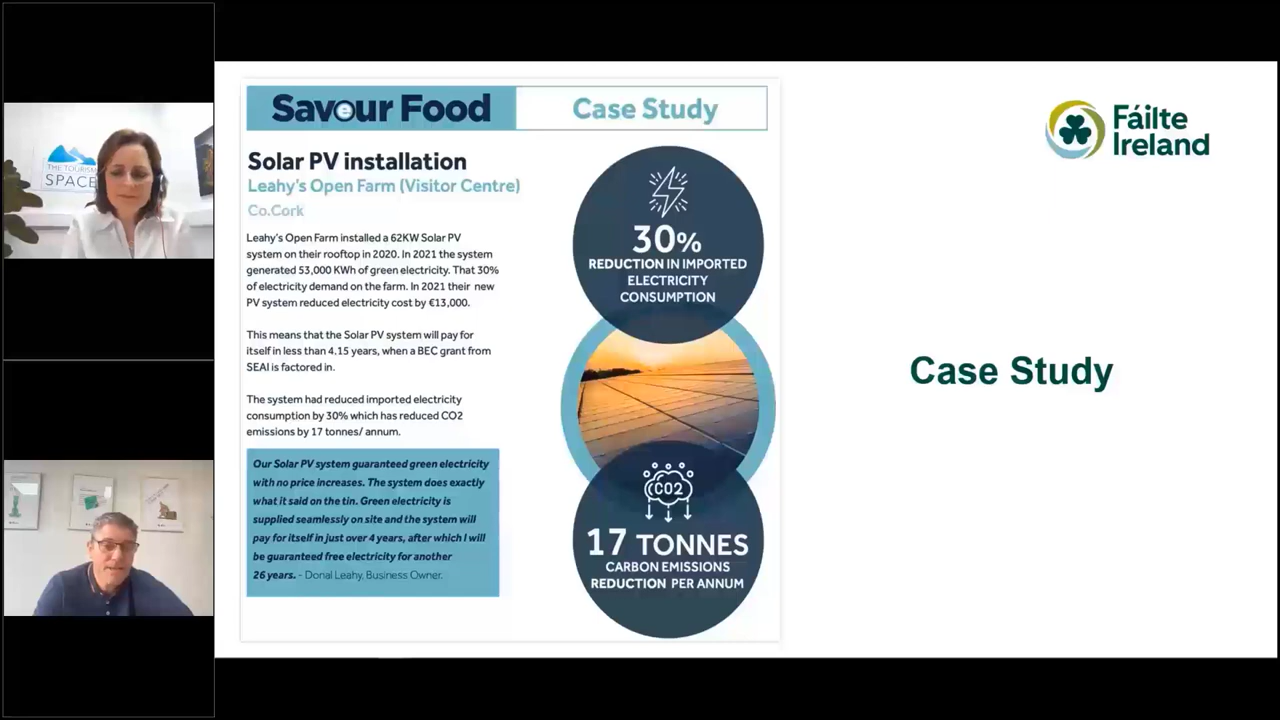 THE TOURISM
SPACE
Savour Food
Case Study
Fáilte
Ireland
Solar PV installation
Leahy's Open Farm (Visitor Centre)
Co.Cork
Leahy's Open Farm installed a 62KW Solar PV
system on their rooftop in 2020. In 2021 the system
generated 53,000 KWh of green electricity. That 30%
of electricity demand on the farm. In 2021 their new
PV system reduced electricity cost by €13,000.
This means that the Solar PV system will pay for
itself in less than 4.15 years, when a BEC grant from
SEAI is factored in.
The system had reduced imported electricity
consumption by 30% which has reduced CO2
emissions by 17 tonnes/ annum.
Our Solar PV system guaranteed green electricity
with no price increases. The system does exactly
what it said on the tin. Green electricity is
supplied seamlessly on site and the system will
pay for itself in just over 4 years, after which I will
be guaranteed free electricity for another
26 years. - Donal Leahy, Business Owner.
30%
REDUCTION IN IMPORTED
ELECTRICITY
CONSUMPTION
CO2
17 TONNES
CARBON EMISSIONS
REDUCTION PER ANNUM
Case Study